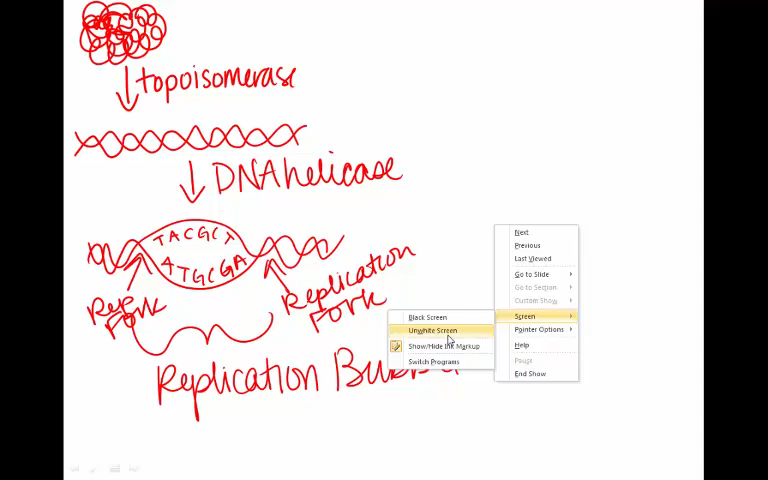 topoisomerase
DNA helicase
TACGCT
ATGCGA
Rep
Fork
Replication
Fork
Replication
Next
Previous
Last Viewed
Go to Slide
Go to Section
Custom Show
Screen
Pointer Options
Help
Pause
End Show
Black Screen
Unwhite Screen
Show/Hide Ink Markup
Switch Programs